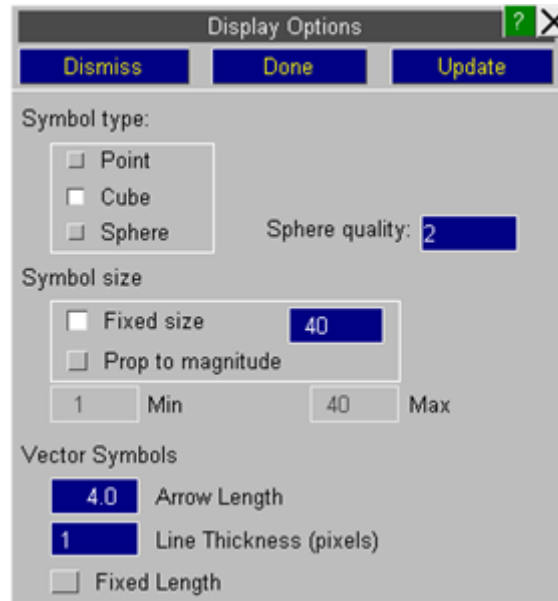 Display Options ? X
Dismiss Done Update
Symbol type:
Point
Cube
Sphere Sphere quality: 2
Symbol size
Fixed size 40
Prop to magnitude
1 Min 40 Max
Vector Symbols
4.0 Arrow Length
1 Line Thickness (pixels)
Fixed Length